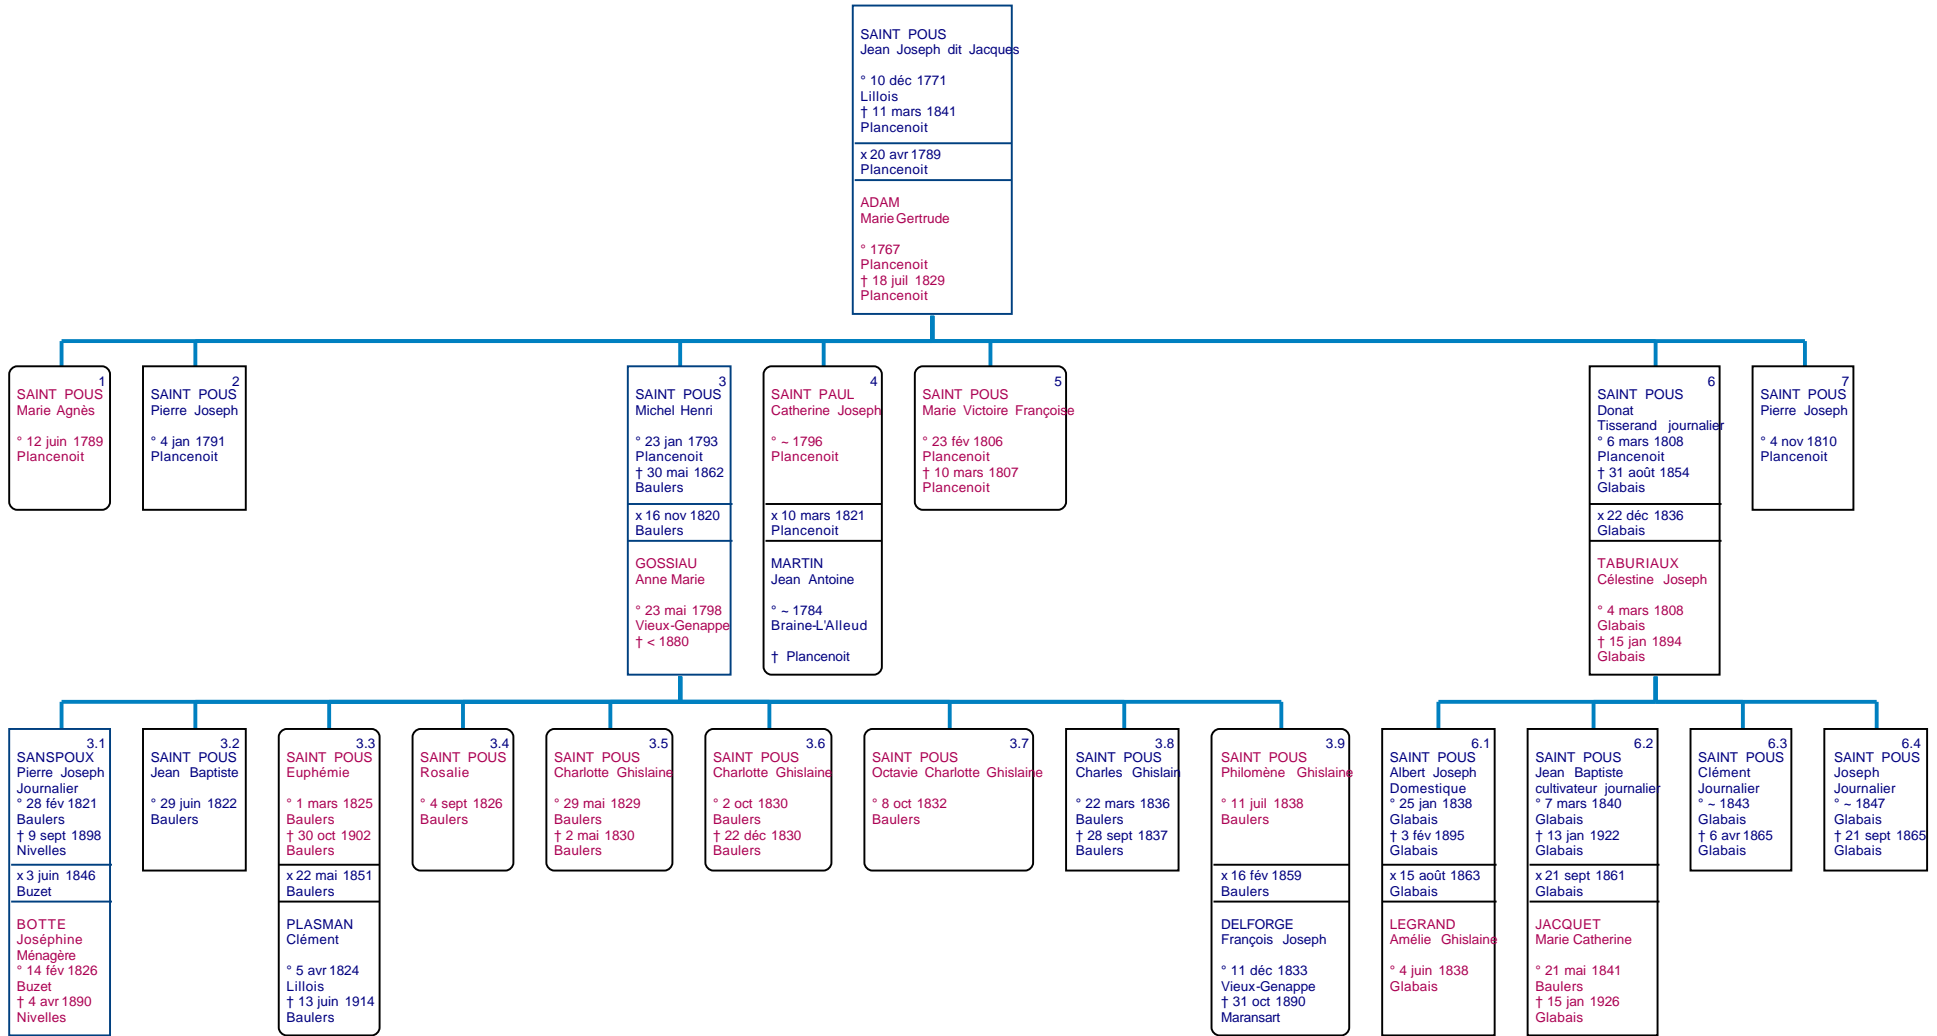 SAINT POUS
Jean Joseph dit Jacques
° 10 déc 1771
Lillois
† 11 mars 1841
Plancenoit
x 20 avr 1789
Plancenoit
ADAM
Marie Gertrude
° 1767
Plancenoit
† 18 juil 1829
Plancenoit
1
SAINT POUS
Marie Agnès
° 12 juin 1789
Plancenoit
2
SAINT POUS
Pierre Joseph
° 4 jan 1791
Plancenoit
3
SAINT POUS
Michel Henri
° 23 jan 1793
Plancenoit
† 30 mai 1862
Baulers
x 16 nov 1820
Baulers
GOSSIAU
Anne Marie
° 23 mai 1798
Vieux-Genappe
† < 1880
4
SAINT PAUL
Catherine Joseph
° ~ 1796
Plancenoit
x 10 mars 1821
Plancenoit
MARTIN
Jean Antoine
° ~ 1784
Braine-L'Alleud
† Plancenoit
5
SAINT POUS
Marie Victoire Françoise
° 23 fév 1806
Plancenoit
† 10 mars 1807
Plancenoit
6
SAINT POUS
Donat
Tisserand journalier
° 6 mars 1808
Plancenoit
† 31 août 1854
Glabais
x 22 déc 1836
Glabais
TABURIAUX
Célestine Joseph
° 4 mars 1808
Glabais
† 15 jan 1894
Glabais
7
SAINT POUS
Pierre Joseph
° 4 nov 1810
Plancenoit
3.1
SANSPOUX
Pierre Joseph
Journalier
° 28 fév 1821
Baulers
† 9 sept 1898
Nivelles
x 3 juin 1846
Buzet
BOTTE
Joséphine
Ménagère
° 14 fév 1826
Buzet
† 4 avr 1890
Nivelles
3.2
SAINT POUS
Jean Baptiste
° 29 juin 1822
Baulers
3.3
SAINT POUS
Euphémie
° 1 mars 1825
Baulers
† 30 oct 1902
Baulers
x 22 mai 1851
Baulers
PLASMAN
Clément
° 5 avr 1824
Lillois
† 13 juin 1914
Baulers
3.4
SAINT POUS
Rosalie
° 4 sept 1826
Baulers
3.5
SAINT POUS
Charlotte Ghislaine
° 29 mai 1829
Baulers
† 2 mai 1830
Baulers
3.6
SAINT POUS
Charlotte Ghislaine
° 2 oct 1830
Baulers
† 22 déc 1830
Baulers
3.7
SAINT POUS
Octavie Charlotte Ghislaine
° 8 oct 1832
Baulers
3.8
SAINT POUS
Charles Ghislain
° 22 mars 1836
Baulers
† 28 sept 1837
Baulers
3.9
SAINT POUS
Philomène Ghislaine
° 11 juil 1838
Baulers
x 16 fév 1859
Baulers
DELFORGE
François Joseph
° 11 déc 1833
Vieux-Genappe
† 31 oct 1890
Maransart
6.1
SAINT POUS
Albert Joseph
Domestique
° 25 jan 1838
Glabais
† 3 fév 1895
Glabais
x 15 août 1863
Glabais
LEGRAND
Amélie Ghislaine
° 4 juin 1838
Glabais
6.2
SAINT POUS
Jean Baptiste
cultivateur journalier
° 7 mars 1840
Glabais
† 13 jan 1922
Glabais
x 21 sept 1861
Glabais
JACQUET
Marie Catherine
° 21 mai 1841
Baulers
† 15 jan 1926
Glabais
6.3
SAINT POUS
Clément
Journalier
° ~ 1843
Glabais
† 6 avr 1865
Glabais
6.4
SAINT POUS
Joseph
Journalier
° ~ 1847
Glabais
† 21 sept 1865
Glabais